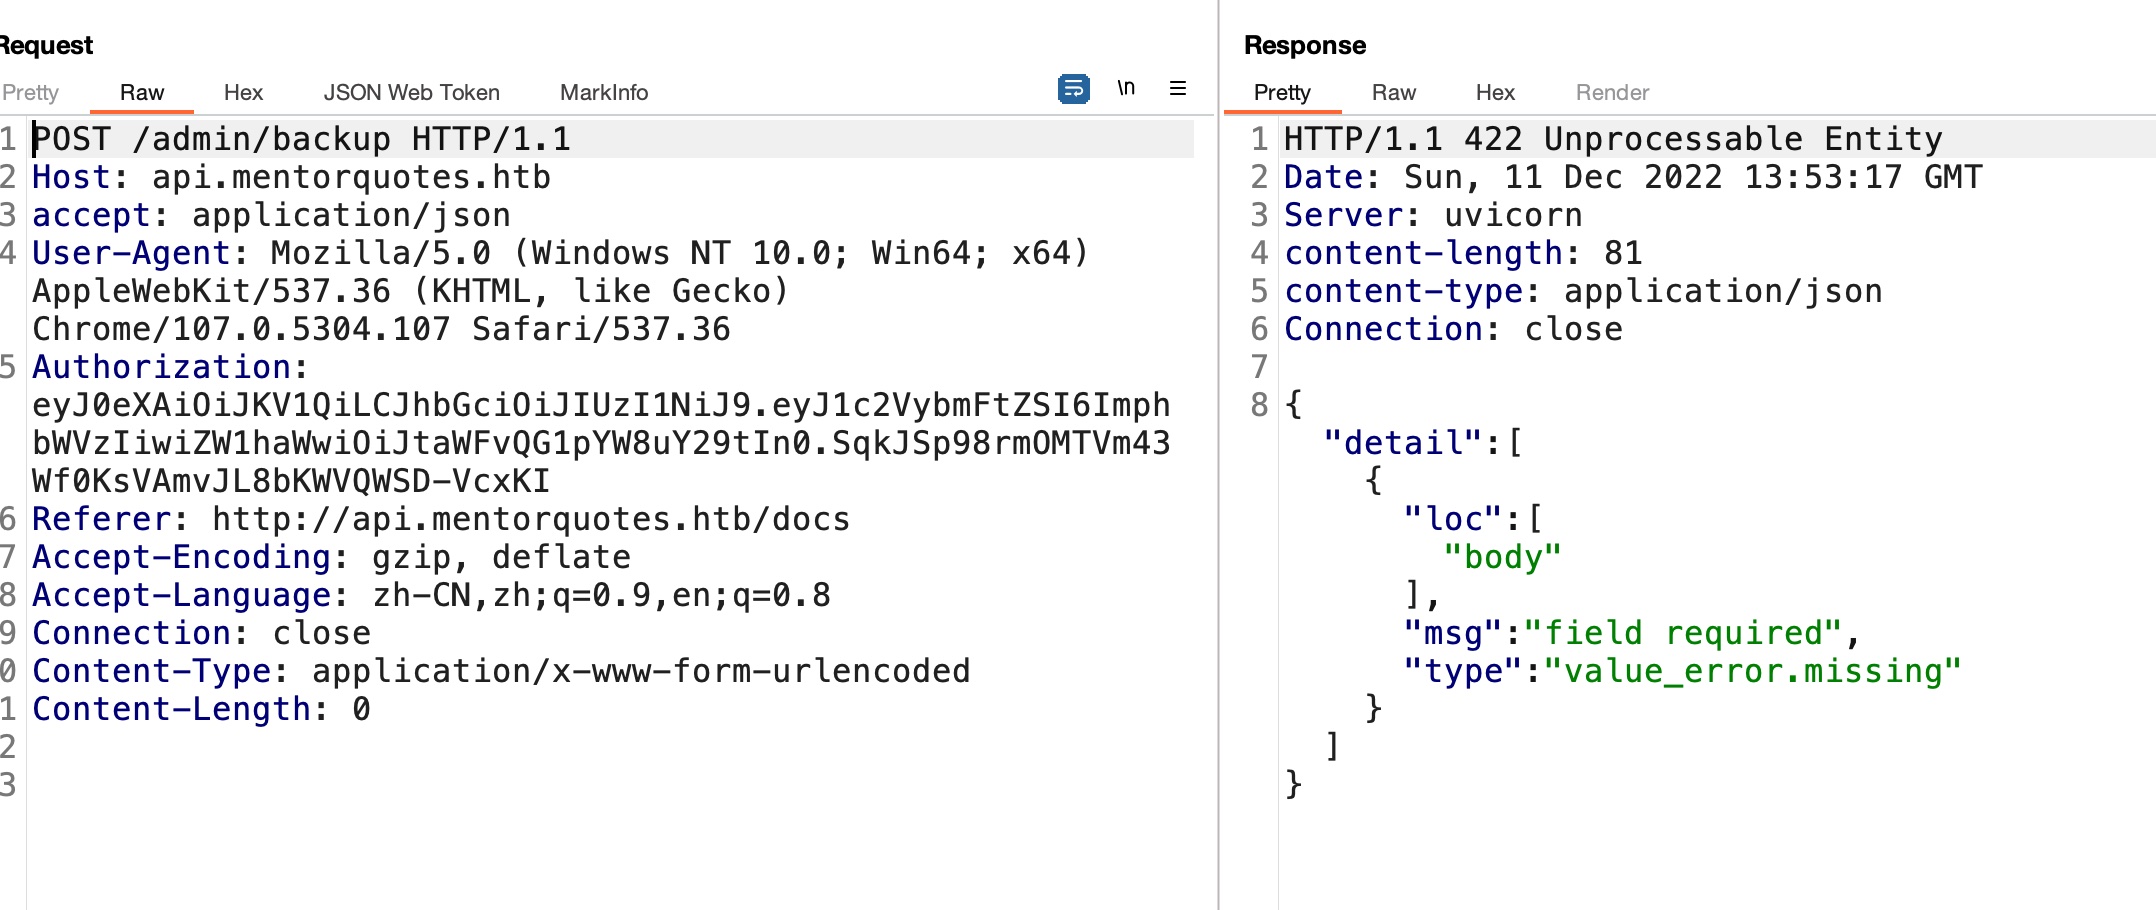 Request
Pretty Raw Hex JSON Web Token MarkInfo \n
1 POST /admin/backup HTTP/1.1
2 Host: api.mentorquotes.htb
3 accept: application/json
4 User-Agent: Mozilla/5.0 (Windows NT 10.0; Win64; x64)
AppleWebKit/537.36 (KHTML, like Gecko)
Chrome/107.0.5304.107 Safari/537.36
5 Authorization:
eyJ0eXAiOiJKV1QiLCJhbGciOiJIUzI1NiJ9.eyJ1c2VybmFtZSI6Imph
bWVzIiwiZW1haWwiOiJtaWFvQG1pYW8uY29tIn0.SqkJSp98rmOMTVm43
Wf0KsVAmvJL8bKWVQWSD-VcxKI
6 Referer: http://api.mentorquotes.htb/docs
7 Accept-Encoding: gzip, deflate
8 Accept-Language: zh-CN,zh;q=0.9,en;q=0.8
9 Connection: close
0 Content-Type: application/x-www-form-urlencoded
1 Content-Length: 0
2
3
Response
Pretty Raw Hex Render
1 HTTP/1.1 422 Unprocessable Entity
2 Date: Sun, 11 Dec 2022 13:53:17 GMT
3 Server: uvicorn
4 content-length: 81
5 content-type: application/json
6 Connection: close
7
8 {
"detail":[
{
"loc":[
"body"
],
"msg":"field required",
"type":"value_error.missing"
}
]
}